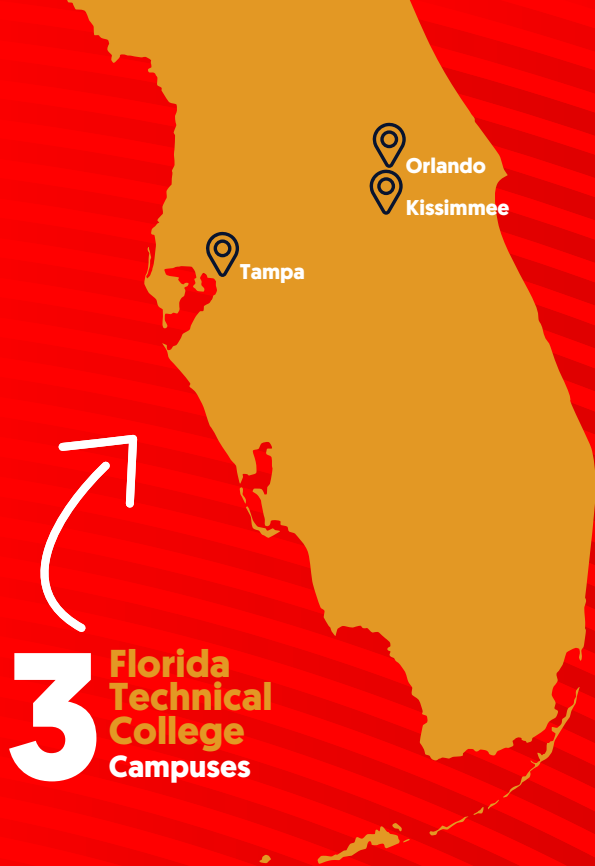 Orlando
Kissimmee
Tampa
3
Florida
Technical
College
Campuses